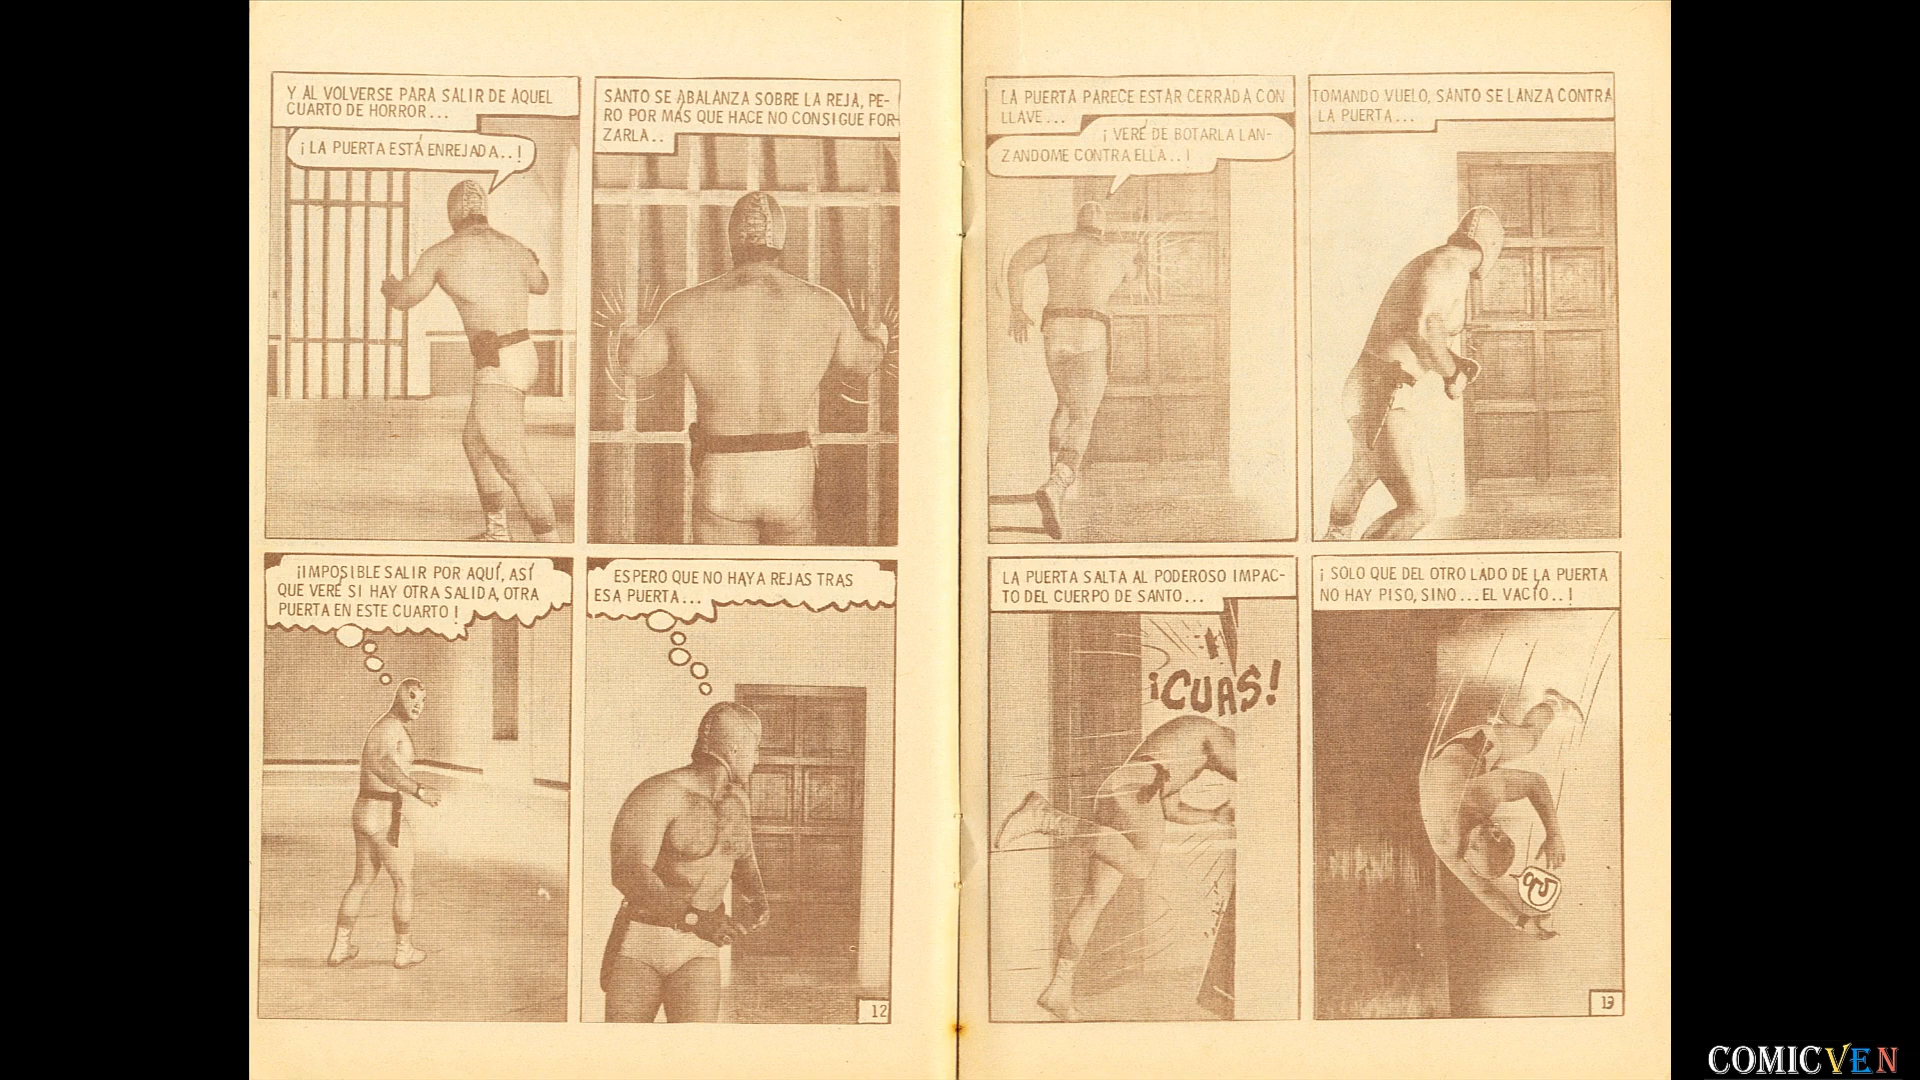 Y AL VOLVERSE PARA SALIR DE AQUEL
CUARTO DE HORROR...
¡LA PUERTA ESTÁ ENREJADA..!
SANTO SE ABALANZA SOBRE LA REJA, PE-
RO POR MÁS QUE HACE NO CONSIGUE FOR-
ZARLA..
¡IMPOSIBLE SALIR POR AQUÍ, ASÍ
QUE VERÉ SI HAY OTRA SALIDA, OTRA
PUERTA EN ESTE CUARTO!
ESPERO QUE NO HAYA REJAS TRAS
ESA PUERTA...
12
LA PUERTA PARECE ESTAR CERRADA CON
LLAVE...
¡VERÉ DE BOTARLA LAN-
ZANDOME CONTRA ELLA..!
TOMANDO VUELO, SANTO SE LANZA CONTRA
LA PUERTA...
LA PUERTA SALTA AL PODEROSO IMPAC-
TO DEL CUERPO DE SANTO...
¡CUAS!
¡SOLO QUE DEL OTRO LADO DE LA PUERTA
NO HAY PISO, SINO...EL VACÍO..!
13
COMICVEN